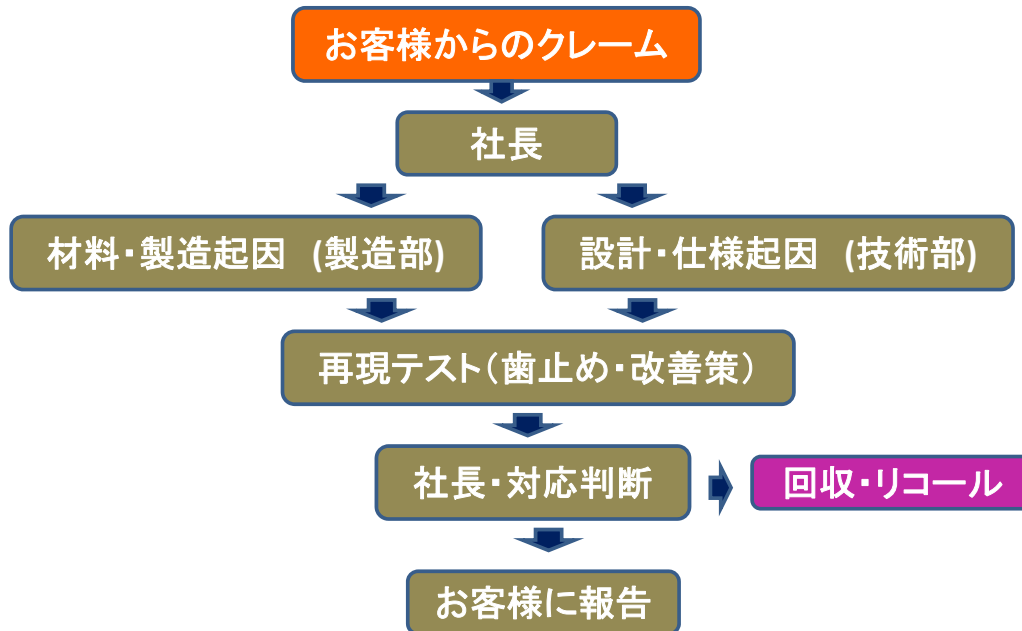 お客様からのクレーム
社長
材料・製造起因 (製造部)
設計・仕様起因 (技術部)
再現テスト(歯止め・改善策)
社長・対応判断
回収・リコール
お客様に報告